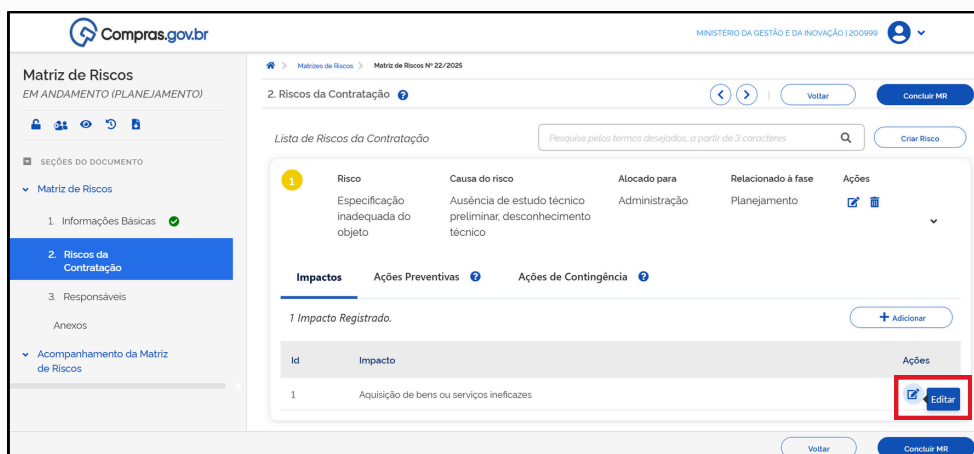 Compras.gov.br
MINISTÉRIO DA GESTÃO E DA INOVAÇÃO | 200999
Matriz de Riscos
EM ANDAMENTO (PLANEJAMENTO)
SEÇÕES DO DOCUMENTO
Matriz de Riscos
1. Informações Básicas
2. Riscos da
Contratação
3. Responsáveis
Anexos
Acompanhamento da Matriz
de Riscos
> Matrizes de Riscos > Matriz de Riscos Nº 22/2025
2. Riscos da Contratação ?
Voltar
Concluir MR
Lista de Riscos da Contratação
Pesquise pelos termos desejados, a partir de 3 caracteres
Criar Risco
1
Risco
Causa do risco
Alocado para
Relacionado à fase
Ações
Especificação
inadequada do
objeto
Ausência de estudo técnico
preliminar, desconhecimento
técnico
Administração
Planejamento
Impactos
Ações Preventivas ?
Ações de Contingência ?
1 Impacto Registrado.
+ Adicionar
Id
Impacto
Ações
1
Aquisição de bens ou serviços ineficazes
Editar
Voltar
Concluir MR